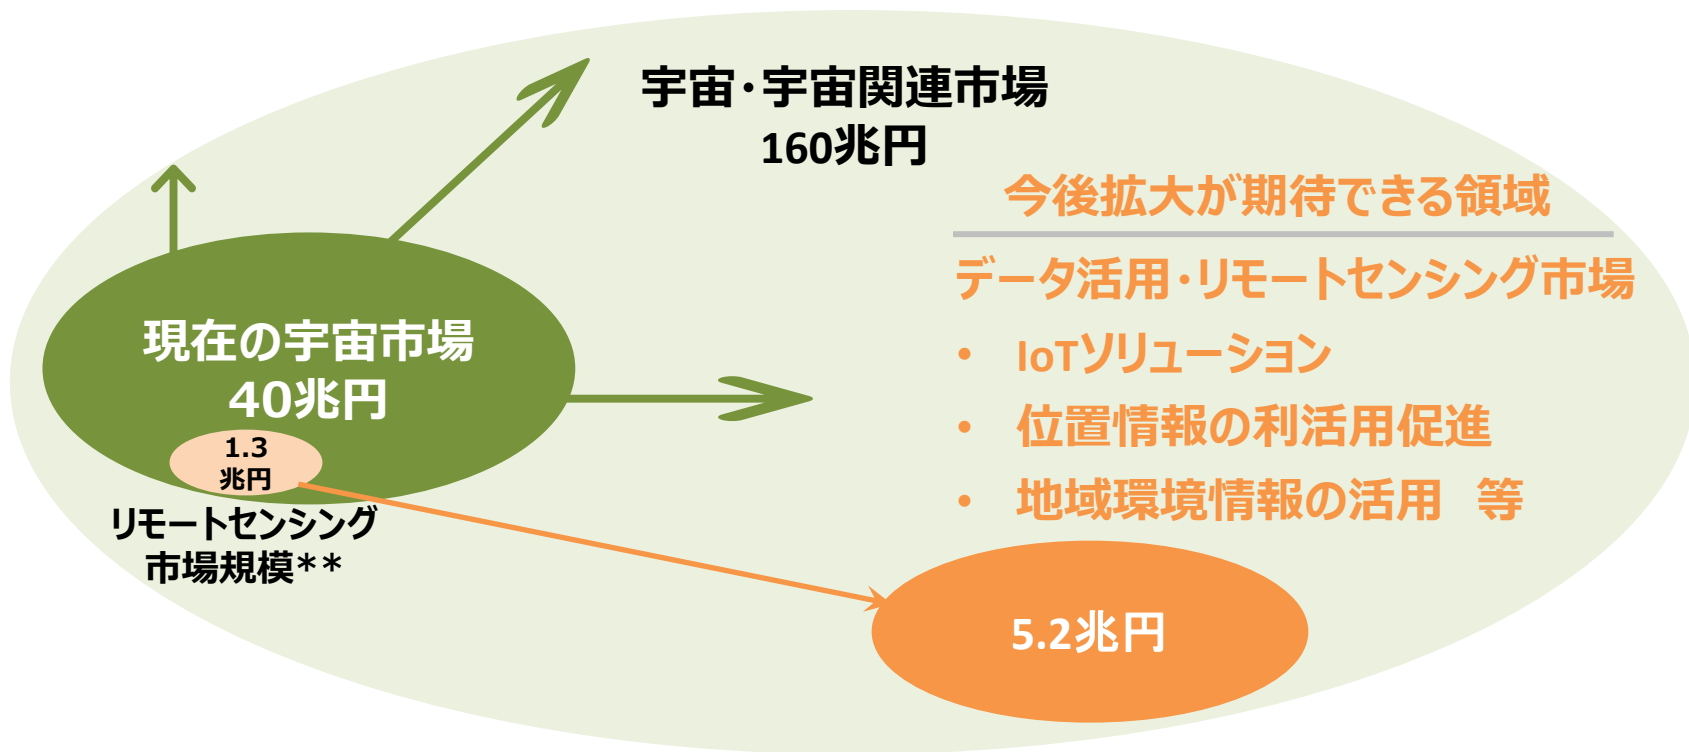 宇宙・宇宙関連市場
160兆円
今後拡大が期待できる領域
データ活用・リモートセンシング市場
• IoTソリューション
• 位置情報の利活用促進
• 地域環境情報の活用　等
現在の宇宙市場
40兆円
1.3
兆円
リモートセンシング
市場規模**
5.2兆円